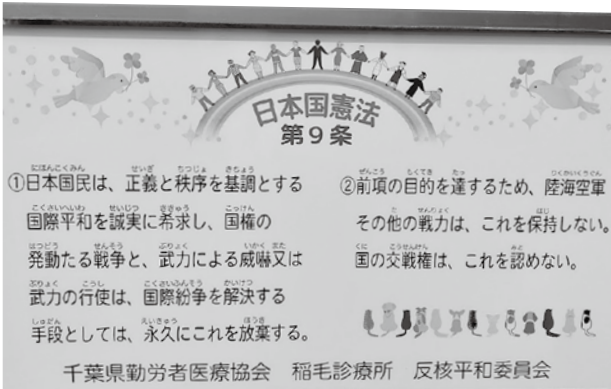 日本国憲法
第9条
①日本国民は、正義と秩序を基調とする
国際平和を誠実に希求し、国権の
発動たる戦争と、武力による威嚇又は
武力の行使は、国際紛争を解決する
手段としては、永久にこれを放棄する。
②前項の目的を達するため、陸海空軍
その他の戦力は、これを保持しない。
国の交戦権は、これを認めない。
千葉県勤労者医療協会 稲毛診療所 反核平和委員会